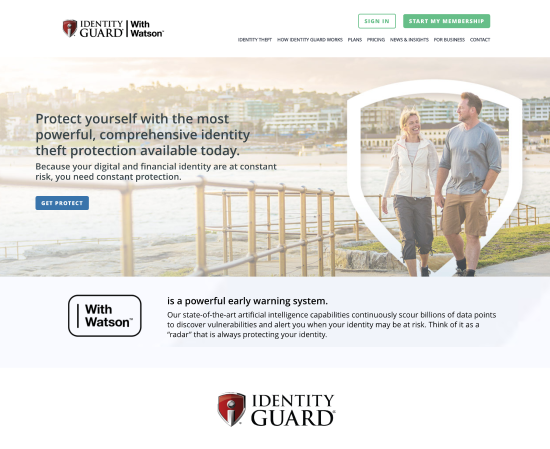 IDENTITY GUARD® With Watson™
SIGN IN
START MY MEMBERSHIP
IDENTITY THEFT HOW IDENTITY GUARD WORKS PLANS PRICING NEWS & INSIGHTS FOR BUSINESS CONTACT
Protect yourself with the most
powerful, comprehensive identity
theft protection available today.
Because your digital and financial identity are at constant
risk, you need constant protection.
GET PROTECT
With
Watson™
is a powerful early warning system.
Our state-of-the-art artificial intelligence capabilities continuously scour billions of data points
to discover vulnerabilities and alert you when your identity may be at risk. Think of it as a
“radar” that is always protecting your identity.
IDENTITY
GUARD®